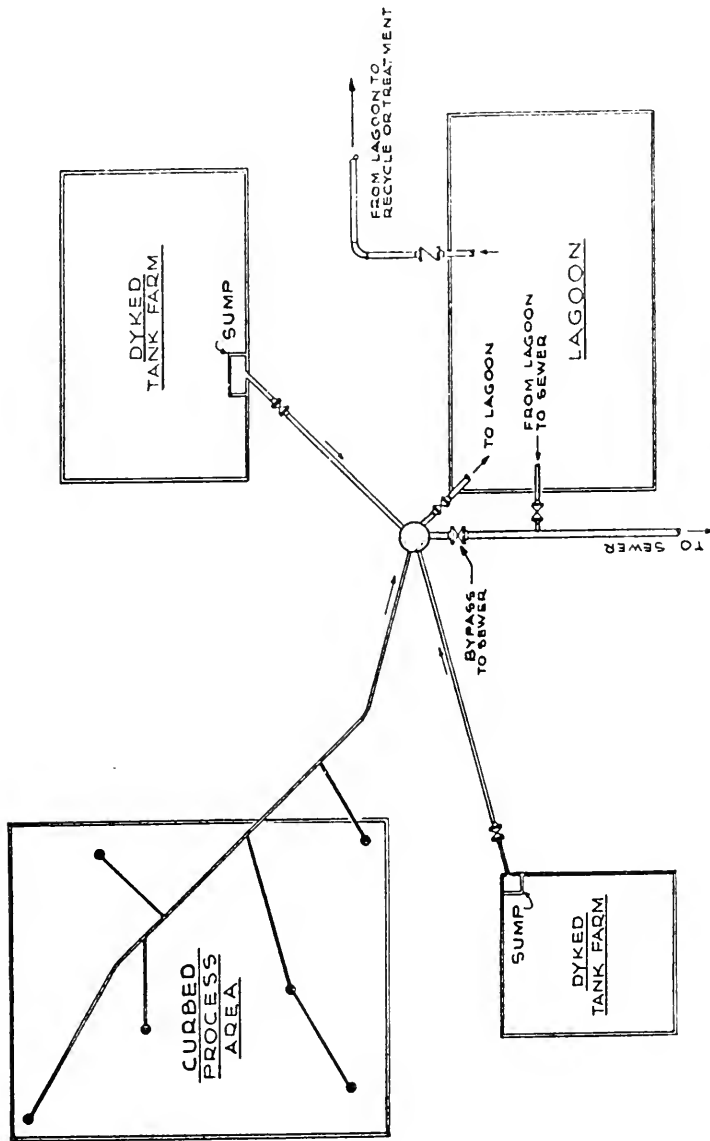 DYKED
TANK FARM
SUMP
FROM LAGOON TO
RECYCLE OR TREATMENT
LAGOON
TO LAGOON
FROM LAGOON
TO SEWER
BYPASS
TO SEWER
TO SEWER
CURBED
PROCESS
AREA
SUMP
DYKED
TANK FARM